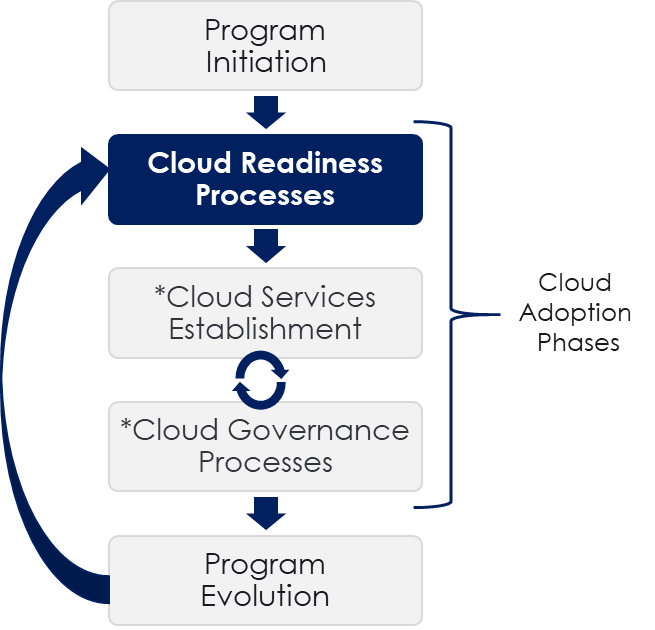 Program
Initiation
Cloud Readiness
Processes
*Cloud Services
Establishment
*Cloud Governance
Processes
Program
Evolution
Cloud
Adoption
Phases